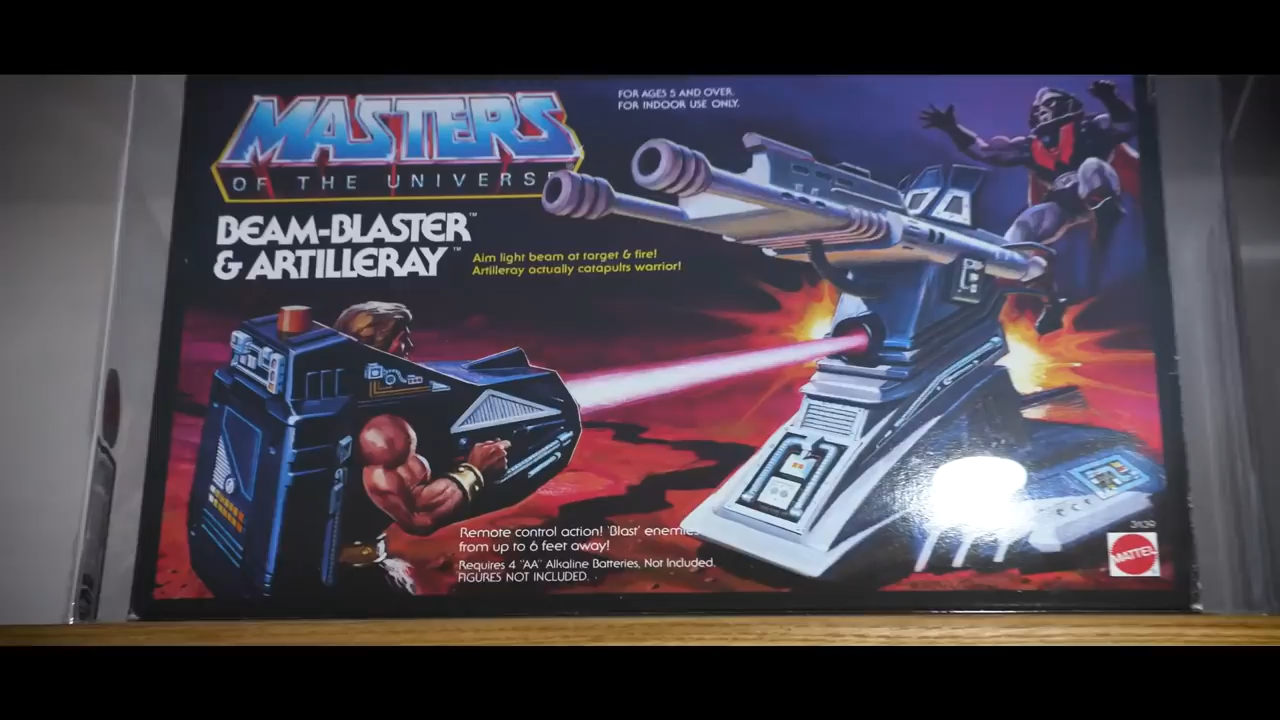 MASTERS
OF THE UNIVERSE
FOR AGES 5 AND OVER.
FOR INDOOR USE ONLY.
BEAM-BLASTER™
& ARTILLERAY™
Aim light beam at target & fire!
Artilleray actually catapults warrior!
Remote control action! 'Blast' enemies
from up to 6 feet away!
Requires 4 "AA" Alkaline Batteries, Not Included.
FIGURES NOT INCLUDED.
3139
MATTEL